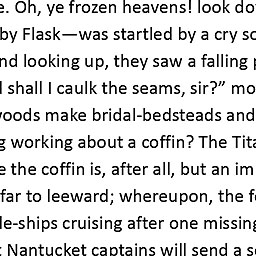 e. Oh, ye frozen heavens! look do
by Flask—was startled by a cry so
nd looking up, they saw a falling
shall I caulk the seams, sir?” mo
woods make bridal-bedsteads and
g working about a coffin? The Tita
e the coffin is, after all, but an im
far to leeward; whereupon, the f
le-ships cruising after one missing
Nantucket captains will send a s